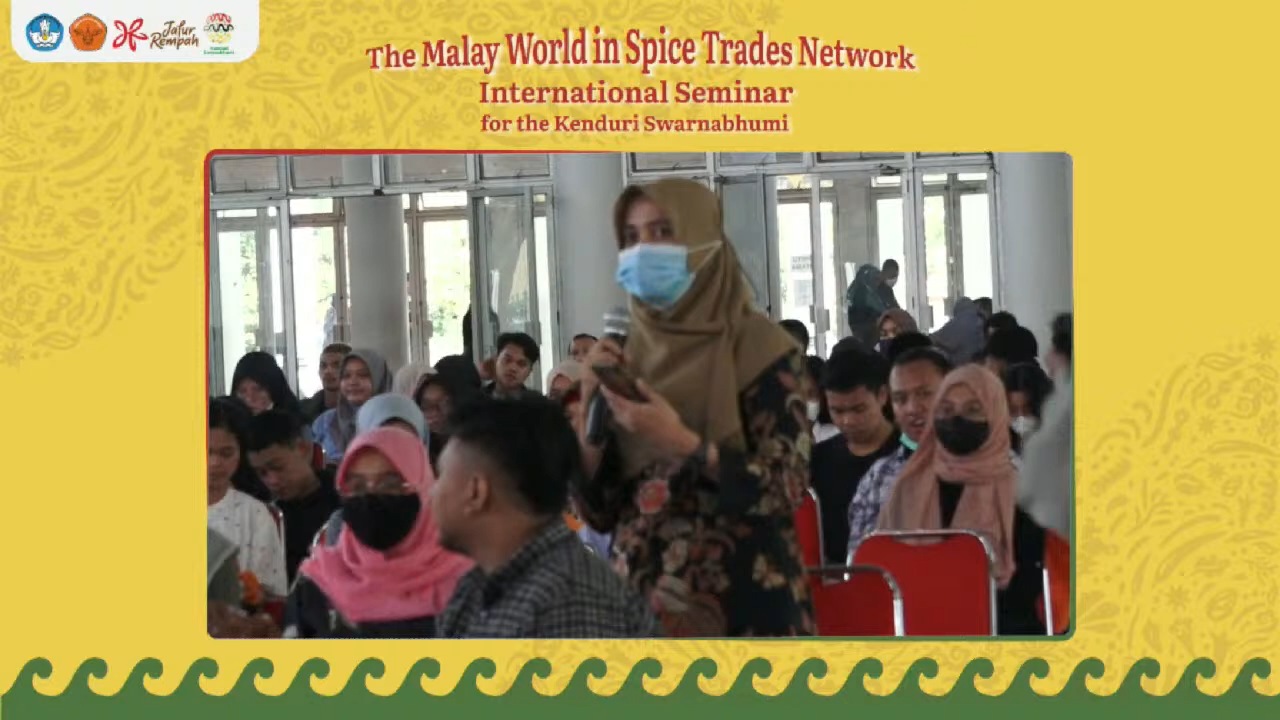 Jalur
Rempah
The Malay World in Spice Trades Network
International Seminar
for the Kenduri Swarnabhumi